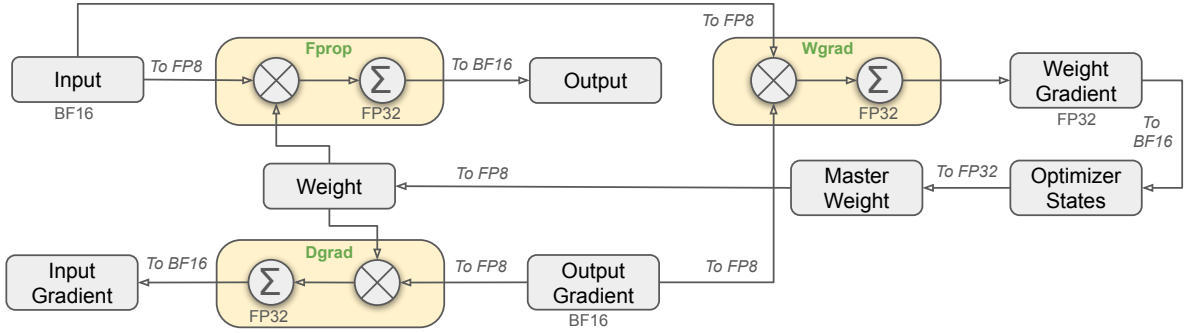 To FP8
Fprop
Wgrad
Input
To FP8
Σ
To BF16
Output
Σ
Weight
Gradient
BF16
FP32
FP32
FP32
To
BF16
Weight
To FP8
Master
Weight
To FP32
Optimizer
States
Dgrad
Input
Gradient
To BF16
Σ
To FP8
Output
Gradient
To FP8
FP32
BF16